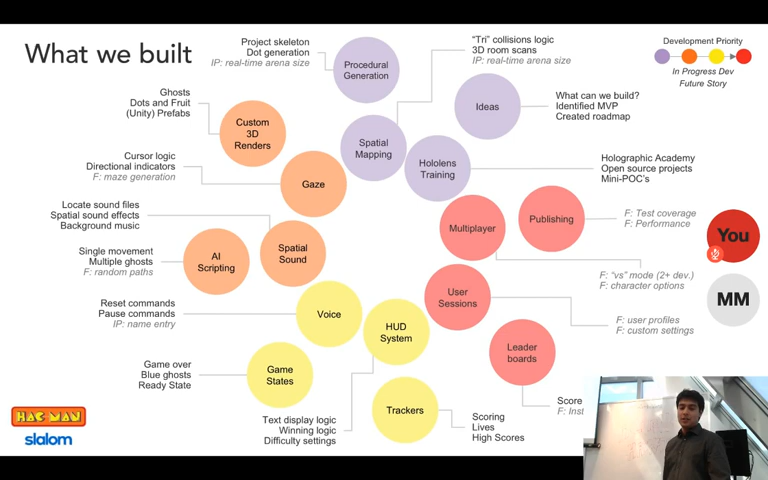 What we built
Project skeleton
Dot generation
IP: real-time arena size
Procedural
Generation
"Tri" collisions logic
3D room scans
IP: real-time arena size
Development Priority
In Progress Dev
Future Story
Ghosts
Dots and Fruit
(Unity) Prefabs
Custom
3D
Renders
Ideas
What can we build?
Identified MVP
Created roadmap
Spatial
Mapping
Cursor logic
Directional indicators
F: maze generation
Gaze
Hololens
Training
Holographic Academy
Open source projects
Mini-POC's
Locate sound files
Spatial sound effects
Background music
Multiplayer
Publishing
F: Test coverage
F: Performance
You
Single movement
Multiple ghosts
F: random paths
AI
Scripting
Spatial
Sound
F: "vs" mode (2+ dev.)
F: character options
MM
Reset commands
Pause commands
IP: name entry
Voice
HUD
System
User
Sessions
F: user profiles
F: custom settings
Game over
Blue ghosts
Ready State
Game
States
Leader
boards
Score
F:
Text display logic
Winning logic
Difficulty settings
Trackers
Scoring
Lives
High Scores
HAC MAN
slalom